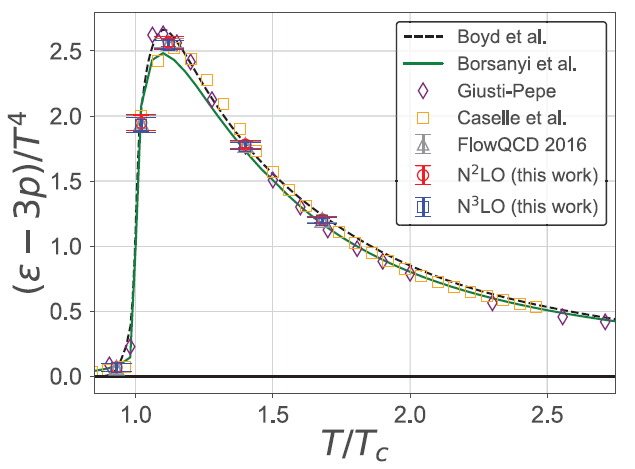 (ε − 3p)/T⁴
2.5
2.0
1.5
1.0
0.5
0.0
Boyd et al.
Borsanyi et al.
Giusti-Pepe
Caselle et al.
FlowQCD 2016
N²LO (this work)
N³LO (this work)
1.0 1.5 2.0 2.5
T/T_c